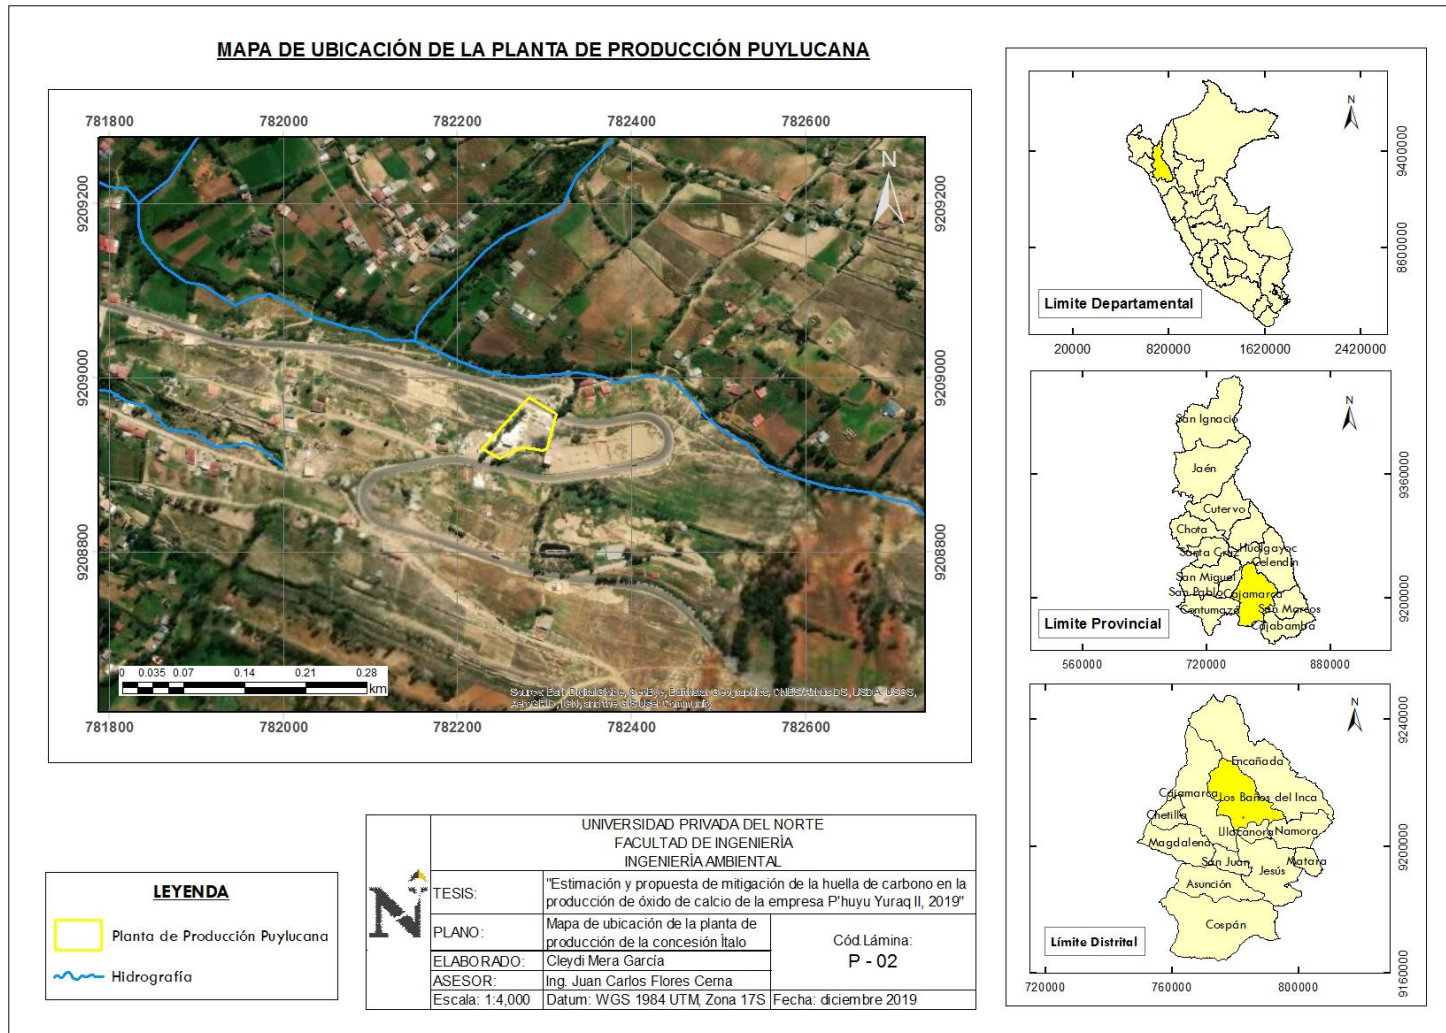 MAPA DE UBICACIÓN DE LA PLANTA DE PRODUCCIÓN PUYLUCANA
781800 782000 782200 782400 782600
9209200 9209200
9209000 9209000
9208800 9208800
N
0 0.035 0.07 0.14 0.21 0.28
km
781800 782000 782200 782400 782600
N
9400000
8600000
Límite Departamental
20000 820000 1620000 2420000
N
San Ignacio
Jaén
Cutervo
Chota
Santa Cruz
Hualgayoc
Celendín
San Miguel
San Pablo
Cajamarca
Contumazá
San Marcos
Cajabamba
9360000
9200000
Límite Provincial
560000 720000 880000
N
Encañada
Cajamarca
Los Baños del Inca
Chetilla
Llacanora
Namora
Magdalena
San Juan
Jesús
Matara
Asunción
Cospán
9240000
9200000
9160000
Límite Distrital
720000 760000 800000
LEYENDA
Planta de Producción Puylucana
Hidrografía
N
UNIVERSIDAD PRIVADA DEL NORTE
FACULTAD DE INGENIERÍA
INGENIERÍA AMBIENTAL
TESIS:
"Estimación y propuesta de mitigación de la huella de carbono en la
producción de óxido de calcio de la empresa P'huyu Yuraq II, 2019"
PLANO:
Mapa de ubicación de la planta de
producción de la concesión Ítalo
Cód.Lámina:
P - 02
ELABORADO: Cleydi Mera García
ASESOR: Ing. Juan Carlos Flores Cerna
Escala: 1:4,000 Datum: WGS 1984 UTM, Zona 17S Fecha: diciembre 2019